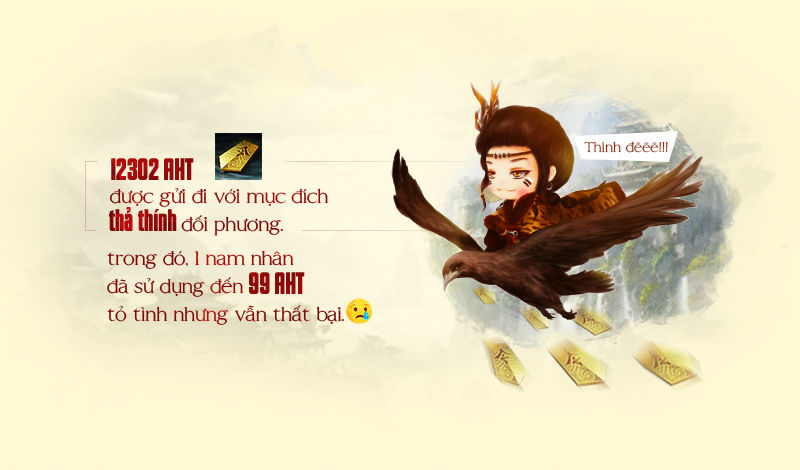 12302 AHT
được gửi đi với mục đích
thả thính đối phương.
trong đó, 1 nam nhân
đã sử dụng đến 99 AHT
tỏ tình nhưng vẫn thất bại.😢
Thính đêêê!!!